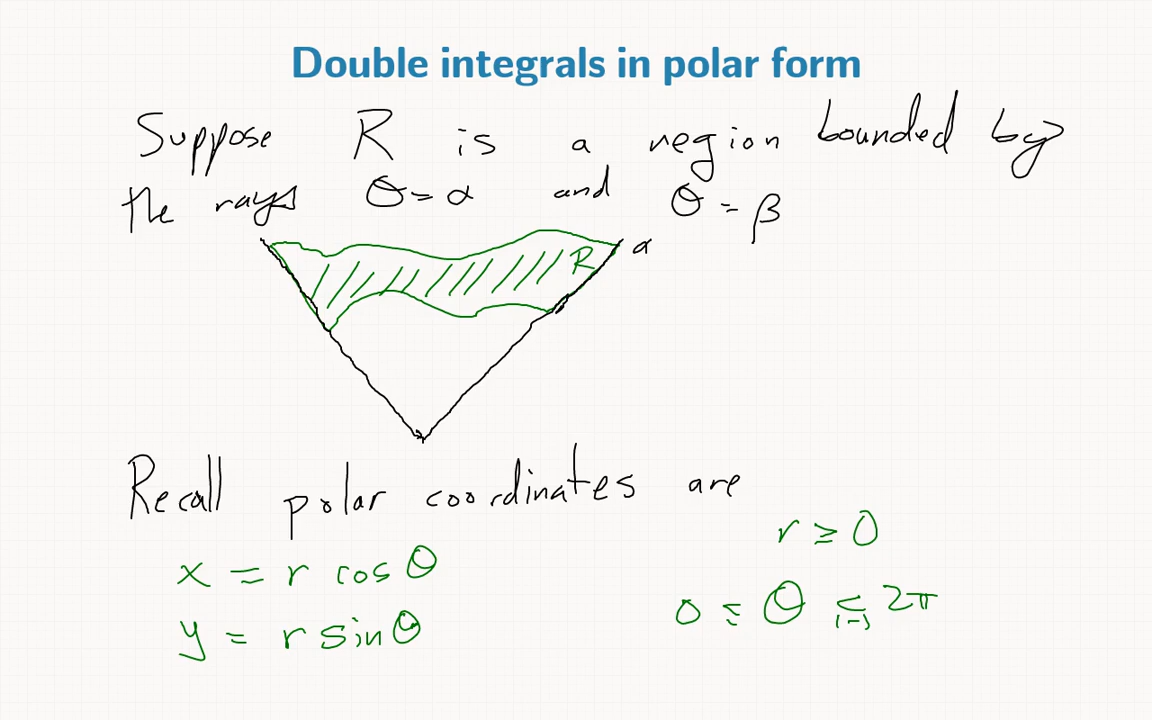 Double integrals in polar form
Suppose R is a region bounded by
the rays θ = α and θ = β
α
R
Recall polar coordinates are
r ≥ 0
x = r cos θ
0 ≤ θ ≤ 2π
(-)
y = r sin θ